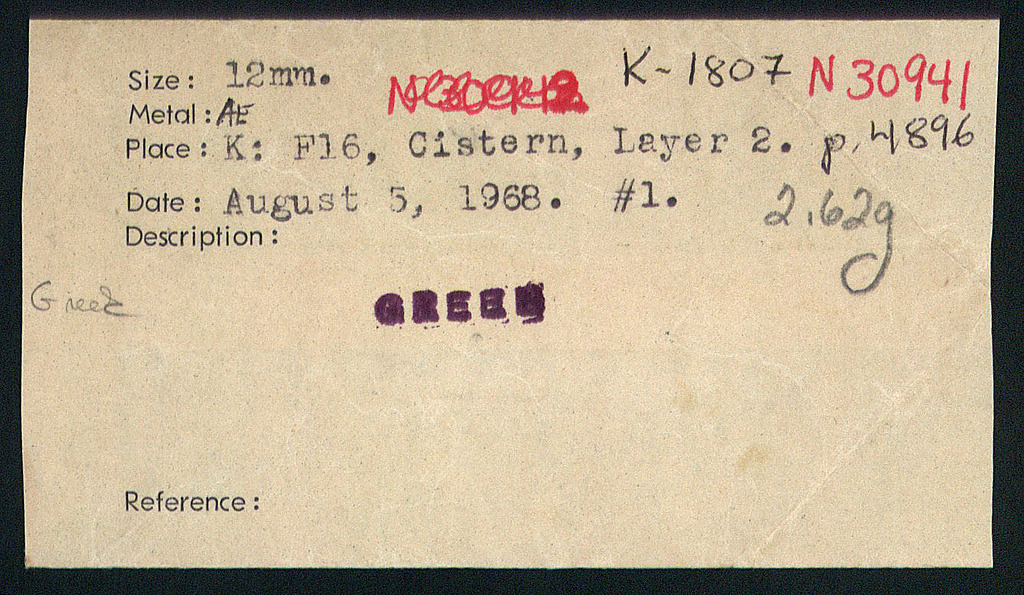 Size: 12mm. K-1807 N 30941
Metal: Æ
Place: K: F16, Cistern, Layer 2. p. 4896
Date: August 5, 1968. #1. 2.62g
Description:
Greek
GREEK
Reference: